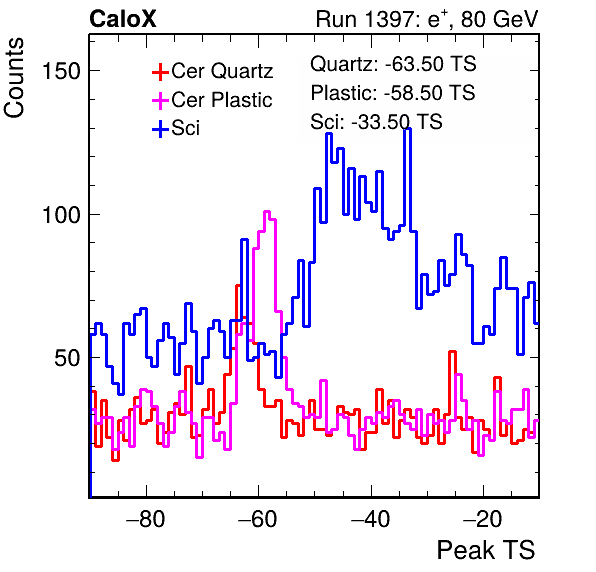 CaloX Run 1397: e⁺, 80 GeV
Counts
150
100
50
Cer Quartz
Cer Plastic
Sci
Quartz: -63.50 TS
Plastic: -58.50 TS
Sci: -33.50 TS
−80 −60 −40 −20
Peak TS